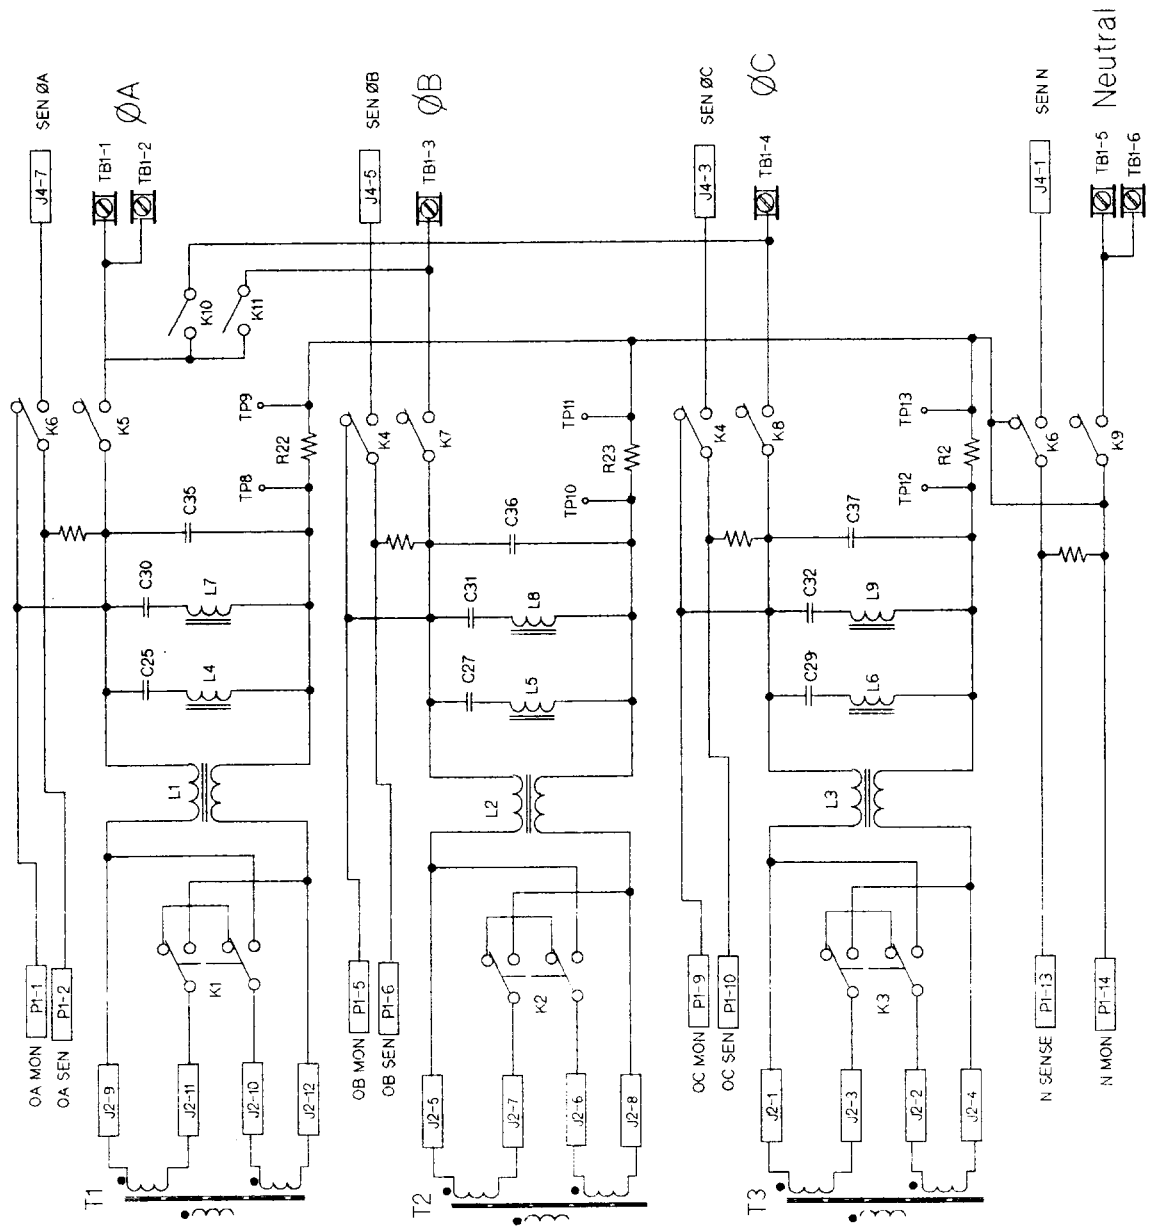 SEN ØA
J4-7
TB1-1
TB1-2
ØA
K6
K5
K10
K11
TP9
R22
TP8
C35
C30
L7
C25
L4
L1
K1
P1-1
OA MON
P1-2
OA SEN
J2-9
J2-11
J2-10
J2-12
T1
SEN ØB
J4-5
TB1-3
ØB
K4
K7
TP11
R23
TP10
C36
C31
L8
C27
L5
L2
K2
P1-5
OB MON
P1-6
OB SEN
J2-5
J2-7
J2-6
J2-8
T2
SEN ØC
J4-3
TB1-4
ØC
K4
K8
TP13
R2
TP12
C37
C32
L9
C29
L6
L3
K3
P1-9
OC MON
P1-10
OC SEN
J2-1
J2-3
J2-2
J2-4
T3
SEN N
J4-1
TB1-5
TB1-6
Neutral
K6
K9
P1-13
N SENSE
P1-14
N MON